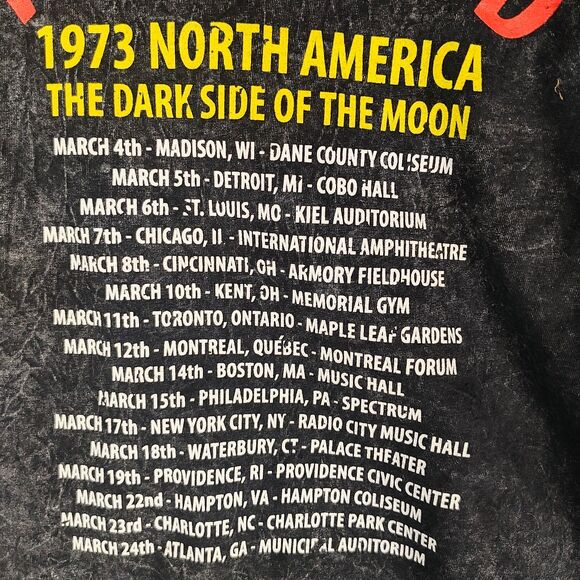 D
1973 NORTH AMERICA
THE DARK SIDE OF THE MOON
MARCH 4th - MADISON, WI - DANE COUNTY COLISEUM
MARCH 5th - DETROIT, MI - COBO HALL
MARCH 6th - ST. LOUIS, MO - KIEL AUDITORIUM
MARCH 7th - CHICAGO, IL - INTERNATIONAL AMPHITHEATRE
MARCH 8th - CINCINNATI, OH - ARMORY FIELDHOUSE
MARCH 10th - KENT, OH - MEMORIAL GYM
MARCH 11th - TORONTO, ONTARIO - MAPLE LEAF GARDENS
MARCH 12th - MONTREAL, QUÉBEC - MONTREAL FORUM
MARCH 14th - BOSTON, MA - MUSIC HALL
MARCH 15th - PHILADELPHIA, PA - SPECTRUM
MARCH 17th - NEW YORK CITY, NY - RADIO CITY MUSIC HALL
MARCH 18th - WATERBURY, CT - PALACE THEATER
MARCH 19th - PROVIDENCE, RI - PROVIDENCE CIVIC CENTER
MARCH 22nd - HAMPTON, VA - HAMPTON COLISEUM
MARCH 23rd - CHARLOTTE, NC - CHARLOTTE PARK CENTER
MARCH 24th - ATLANTA, GA - MUNICIPAL AUDITORIUM